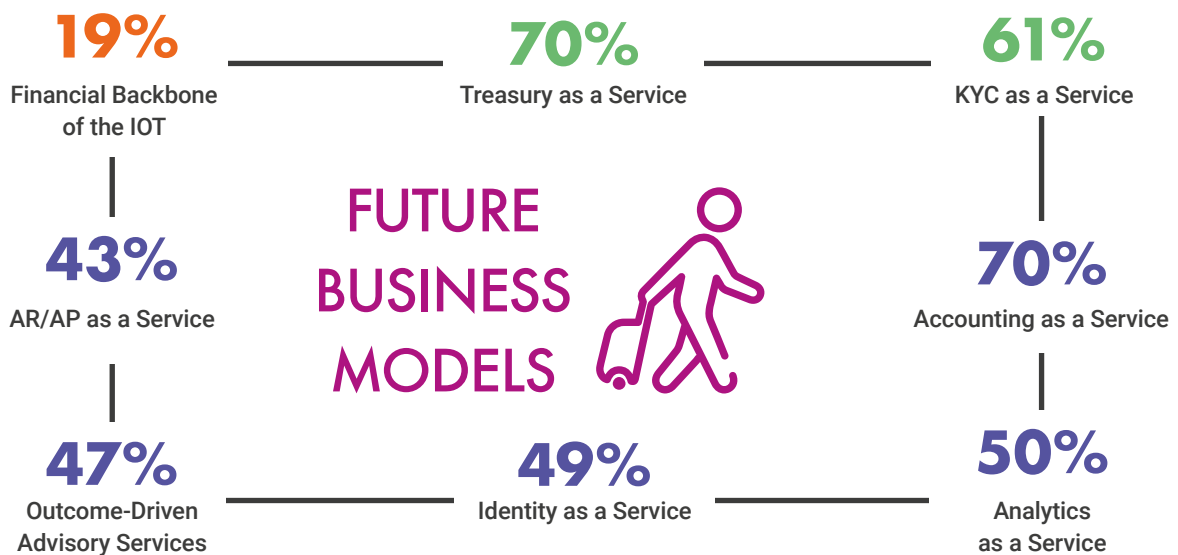 19%
Financial Backbone
of the IOT
70%
Treasury as a Service
61%
KYC as a Service
FUTURE
BUSINESS
MODELS
43%
AR/AP as a Service
70%
Accounting as a Service
47%
Outcome-Driven
Advisory Services
49%
Identity as a Service
50%
Analytics
as a Service